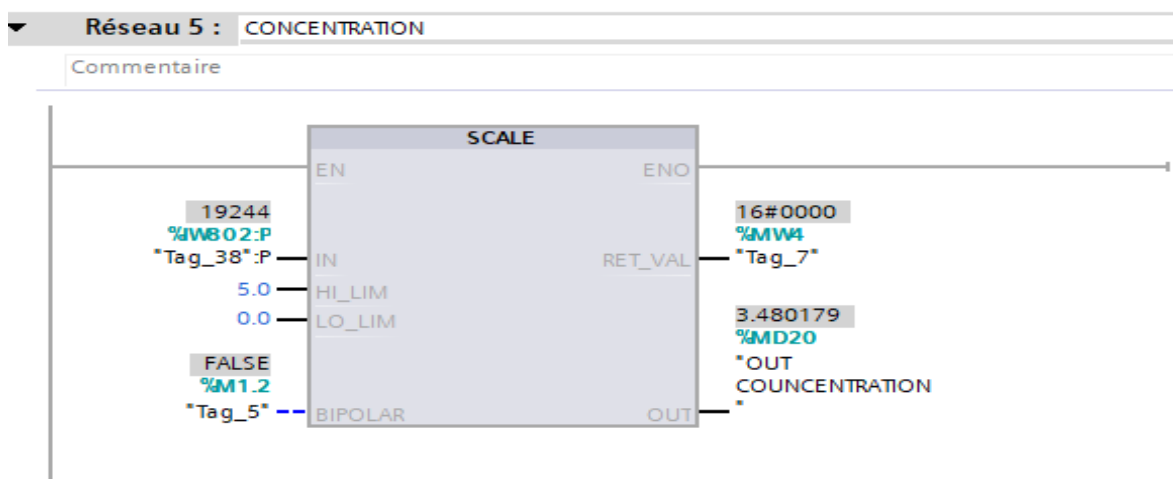 Réseau 5 : CONCENTRATION
Commentaire
SCALE
EN ENO
19244
%IW802:P
"Tag_38":P IN
5.0 HI_LIM
0.0 LO_LIM
FALSE
%M1.2
"Tag_5" BIPOLAR
16#0000
%MW4
RET_VAL "Tag_7"
3.480179
%MD20
"OUT
COUNCENTRATION
OUT "